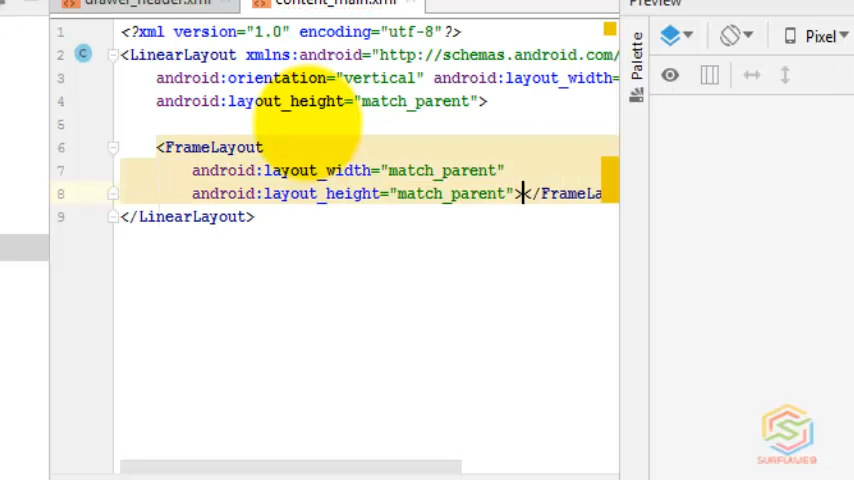 drawer_header.xml
content_main.xml
Preview
1 <?xml version="1.0" encoding="utf-8"?>
2 <LinearLayout xmlns:android="http://schemas.android.com/
3 android:orientation="vertical" android:layout_width=
4 android:layout_height="match_parent">
5
6 <FrameLayout
7 android:layout_width="match_parent"
8 android:layout_height="match_parent"></FrameLa
9 </LinearLayout>
C
Palette
Pixel
SURFLAWEB